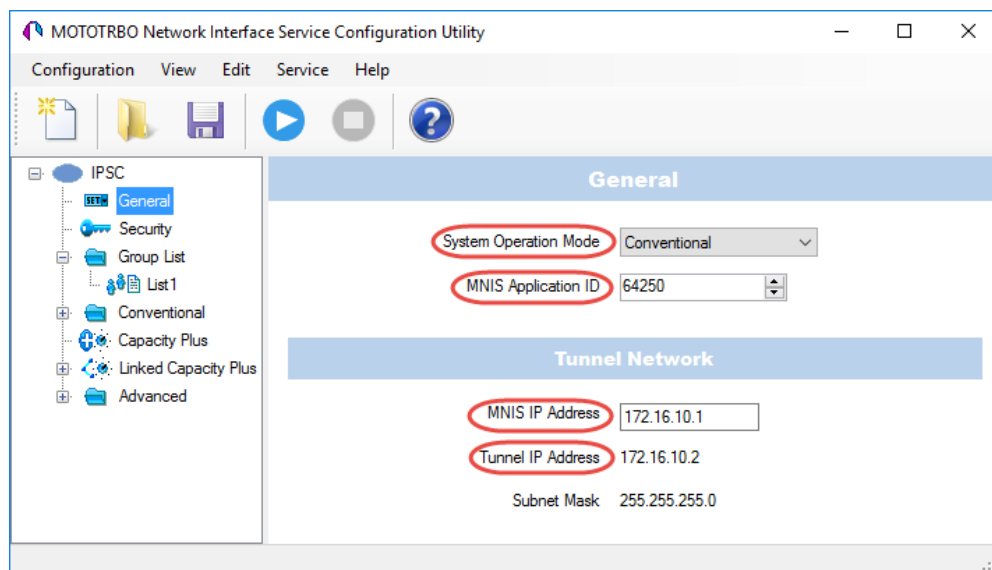 MOTOTRBO Network Interface Service Configuration Utility
Configuration View Edit Service Help
IPSC
SET
General
Security
Group List
List1
Conventional
Capacity Plus
Linked Capacity Plus
Advanced
General
System Operation Mode Conventional
MNIS Application ID 64250
Tunnel Network
MNIS IP Address 172.16.10.1
Tunnel IP Address 172.16.10.2
Subnet Mask 255.255.255.0